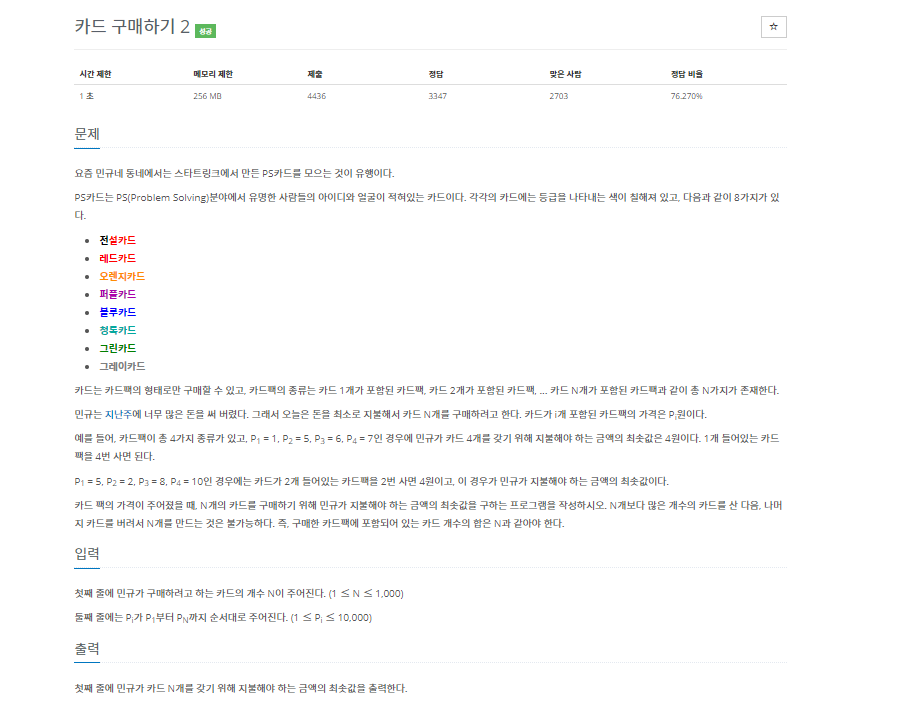 카드 구매하기 2 성공
☆
시간 제한 메모리 제한 제출 정답 맞은 사람 정답 비율
1 초 256 MB 4436 3347 2703 76.270%
문제
요즘 민규네 동네에서는 스타트링크에서 만든 PS카드를 모으는 것이 유행이다.
PS카드는 PS(Problem Solving)분야에서 유명한 사람들의 아이디와 얼굴이 적혀있는 카드이다. 각각의 카드에는 등급을 나타내는 색이 칠해져 있고, 다음과 같이 8가지가 있
다.
• 전설카드
• 레드카드
• 오렌지카드
• 퍼플카드
• 블루카드
• 청록카드
• 그린카드
• 그레이카드
카드는 카드팩의 형태로만 구매할 수 있고, 카드팩의 종류는 카드 1개가 포함된 카드팩, 카드 2개가 포함된 카드팩, ... 카드 N개가 포함된 카드팩과 같이 총 N가지가 존재한다.
민규는 지난주에 너무 많은 돈을 써 버렸다. 그래서 오늘은 돈을 최소로 지불해서 카드 N개를 구매하려고 한다. 카드가 i개 포함된 카드팩의 가격은 Pi원이다.
예를 들어, 카드팩이 총 4가지 종류가 있고, P1 = 1, P2 = 5, P3 = 6, P4 = 7인 경우에 민규가 카드 4개를 갖기 위해 지불해야 하는 금액의 최솟값은 4원이다. 1개 들어있는 카드
팩을 4번 사면 된다.
P1 = 5, P2 = 2, P3 = 8, P4 = 10인 경우에는 카드가 2개 들어있는 카드팩을 2번 사면 4원이고, 이 경우가 민규가 지불해야 하는 금액의 최솟값이다.
카드 팩의 가격이 주어졌을 때, N개의 카드를 구매하기 위해 민규가 지불해야 하는 금액의 최솟값을 구하는 프로그램을 작성하시오. N개보다 많은 개수의 카드를 산 다음, 나머
지 카드를 버려서 N개를 만드는 것은 불가능하다. 즉, 구매한 카드팩에 포함되어 있는 카드 개수의 합은 N과 같아야 한다.
입력
첫째 줄에 민규가 구매하려고 하는 카드의 개수 N이 주어진다. (1 ≤ N ≤ 1,000)
둘째 줄에는 Pi가 P1부터 PN까지 순서대로 주어진다. (1 ≤ Pi ≤ 10,000)
출력
첫째 줄에 민규가 카드 N개를 갖기 위해 지불해야 하는 금액의 최솟값을 출력한다.